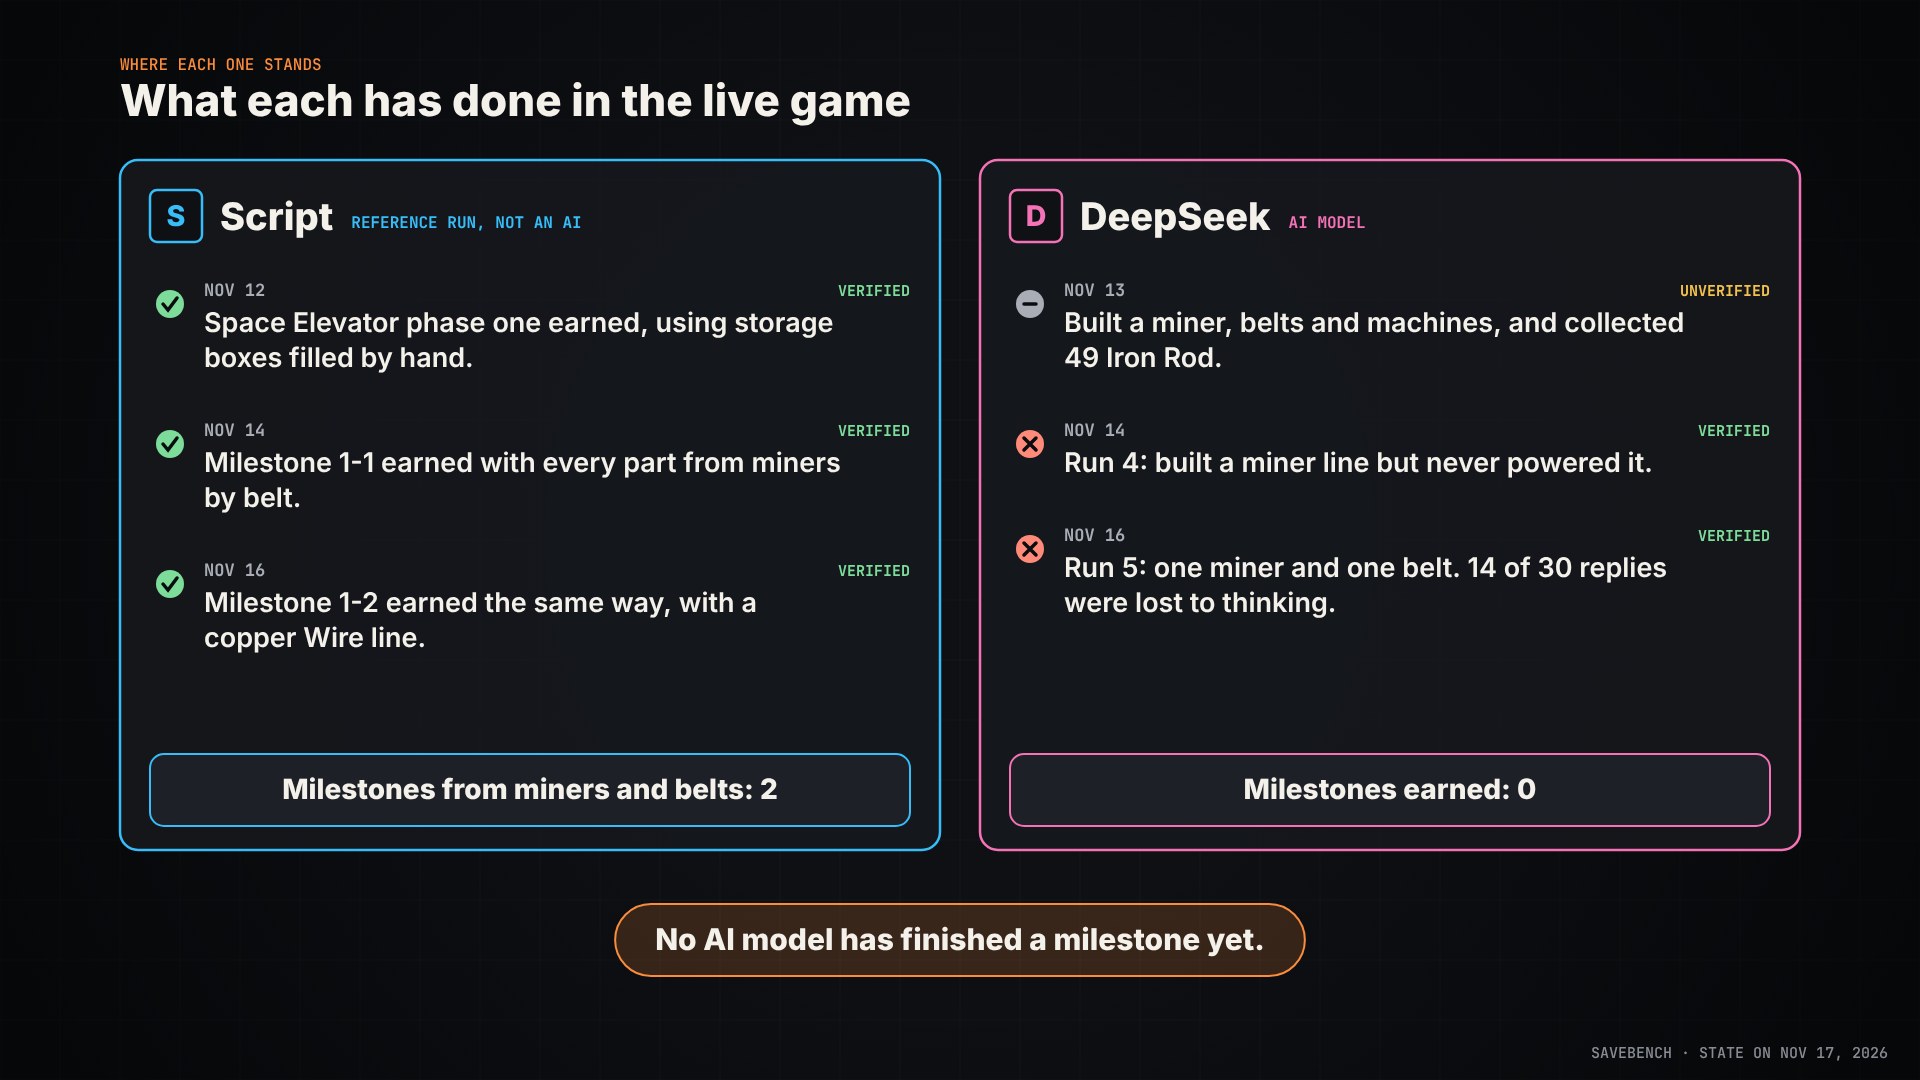 WHERE EACH ONE STANDS
What each has done in the live game
S
Script REFERENCE RUN, NOT AN AI
NOV 12 VERIFIED
Space Elevator phase one earned, using storage
boxes filled by hand.
NOV 14 VERIFIED
Milestone 1-1 earned with every part from miners
by belt.
NOV 16 VERIFIED
Milestone 1-2 earned the same way, with a
copper Wire line.
Milestones from miners and belts: 2
D
DeepSeek AI MODEL
NOV 13 UNVERIFIED
Built a miner, belts and machines, and collected
49 Iron Rod.
NOV 14 VERIFIED
Run 4: built a miner line but never powered it.
NOV 16 VERIFIED
Run 5: one miner and one belt. 14 of 30 replies
were lost to thinking.
Milestones earned: 0
No AI model has finished a milestone yet.
SAVEBENCH · STATE ON NOV 17, 2026